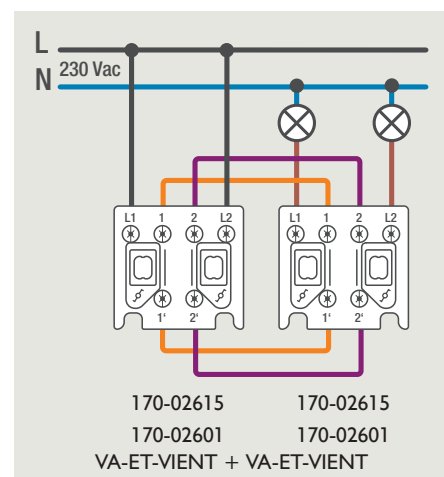 L
230 Vac
N
L1 1 2 L2 L1 1 2 L2
1' 2' 1' 2'
170-02615 170-02615
170-02601 170-02601
VA-ET-VIENT + VA-ET-VIENT